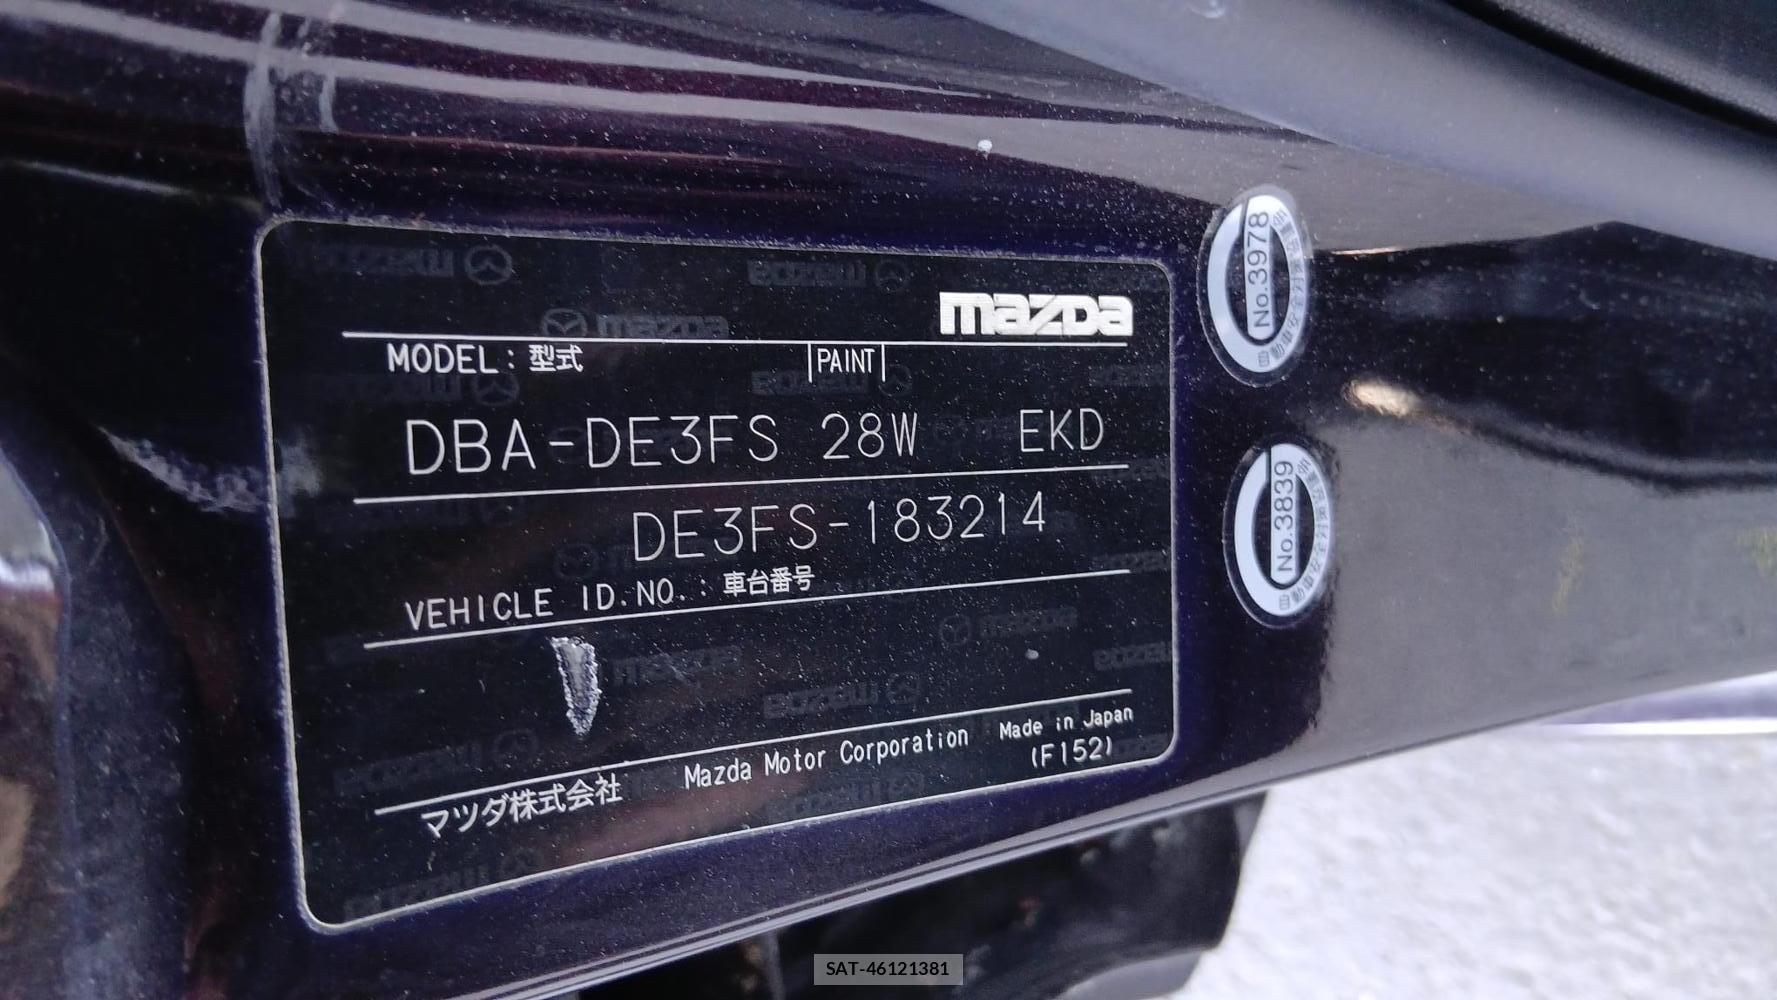 mazda
MODEL : 型式 PAINT
DBA-DE3FS 28W EKD
DE3FS-183214
VEHICLE ID.NO. : 車台番号
マツダ株式会社 Mazda Motor Corporation Made in Japan
(F152)
No.3978
No.3839
SAT-46121381